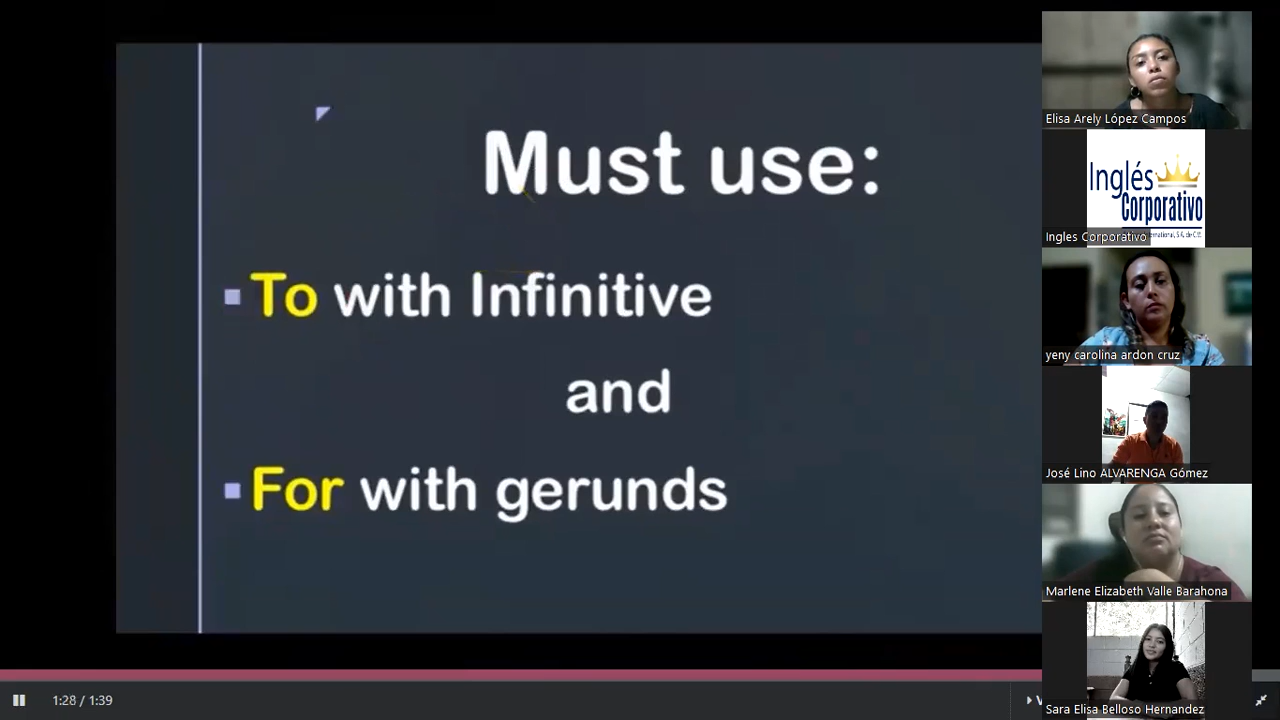 Must use:
▪ To with Infinitive
and
▪ For with gerunds
1:28 / 1:39
Elisa Arely López Campos
Inglés
Corporativo
Ingles Corporativo
yeny carolina ardon cruz
José Lino ALVARENGA Gómez
Marlene Elizabeth Valle Barahona
Sara Elisa Belloso Hernandez